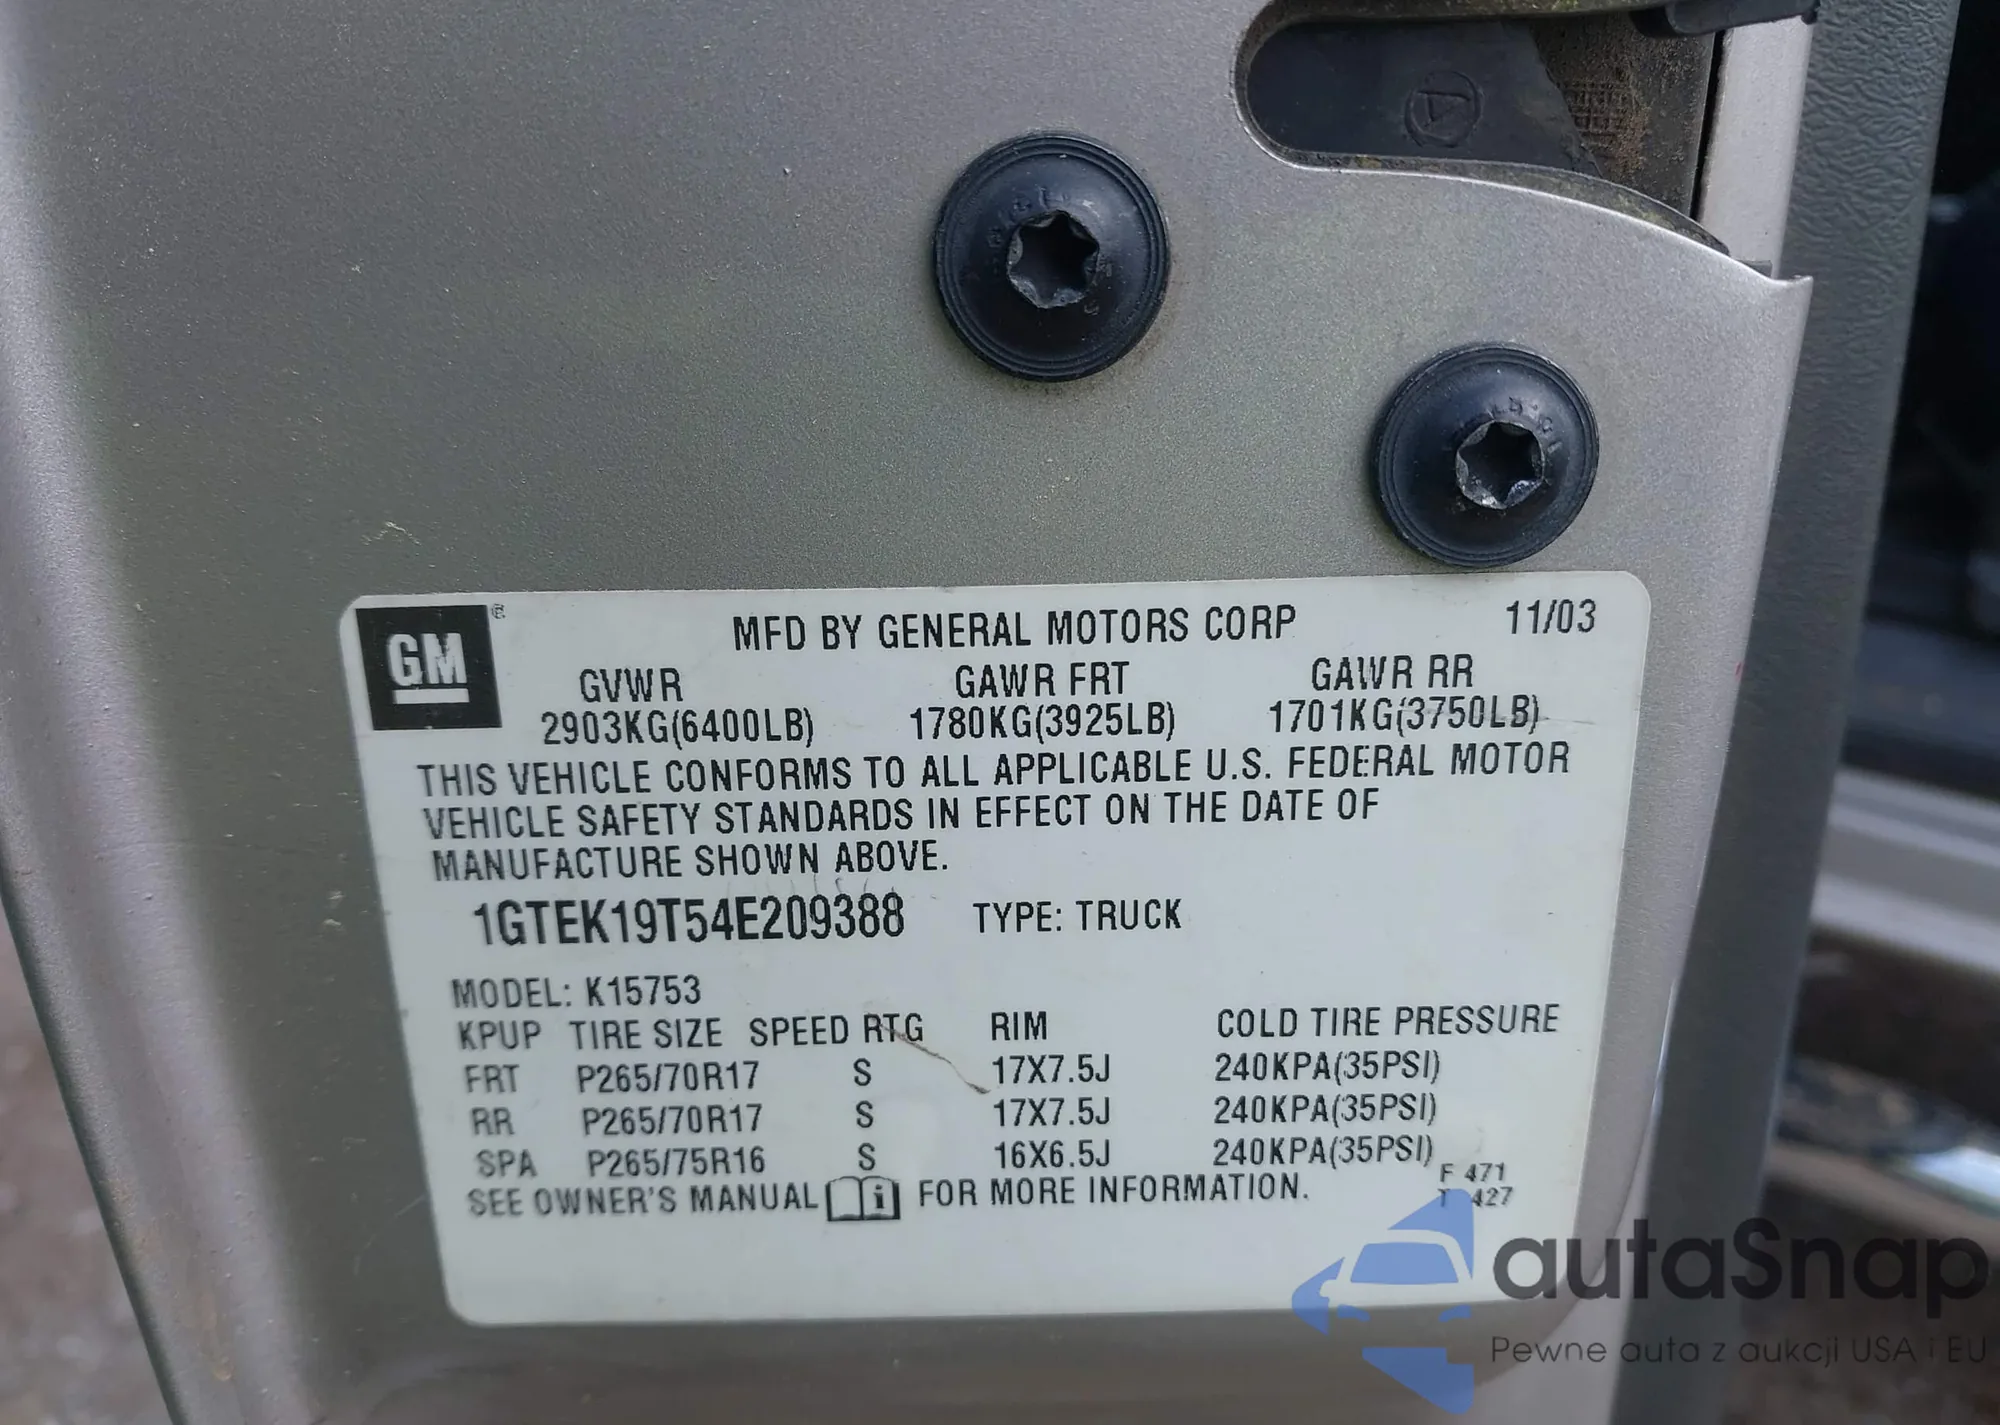 GM ®
MFD BY GENERAL MOTORS CORP 11/03
GVWR GAWR FRT GAWR RR
2903KG(6400LB) 1780KG(3925LB) 1701KG(3750LB)
THIS VEHICLE CONFORMS TO ALL APPLICABLE U.S. FEDERAL MOTOR
VEHICLE SAFETY STANDARDS IN EFFECT ON THE DATE OF
MANUFACTURE SHOWN ABOVE.
1GTEK19T54E209388 TYPE: TRUCK
MODEL: K15753
KPUP TIRE SIZE SPEED RTG RIM COLD TIRE PRESSURE
FRT P265/70R17 S 17X7.5J 240KPA(35PSI)
RR P265/70R17 S 17X7.5J 240KPA(35PSI)
SPA P265/75R16 S 16X6.5J 240KPA(35PSI)
SEE OWNER'S MANUAL i FOR MORE INFORMATION.
F 471
T 427
autaSnap
Pewne auta z aukcji USA i EU